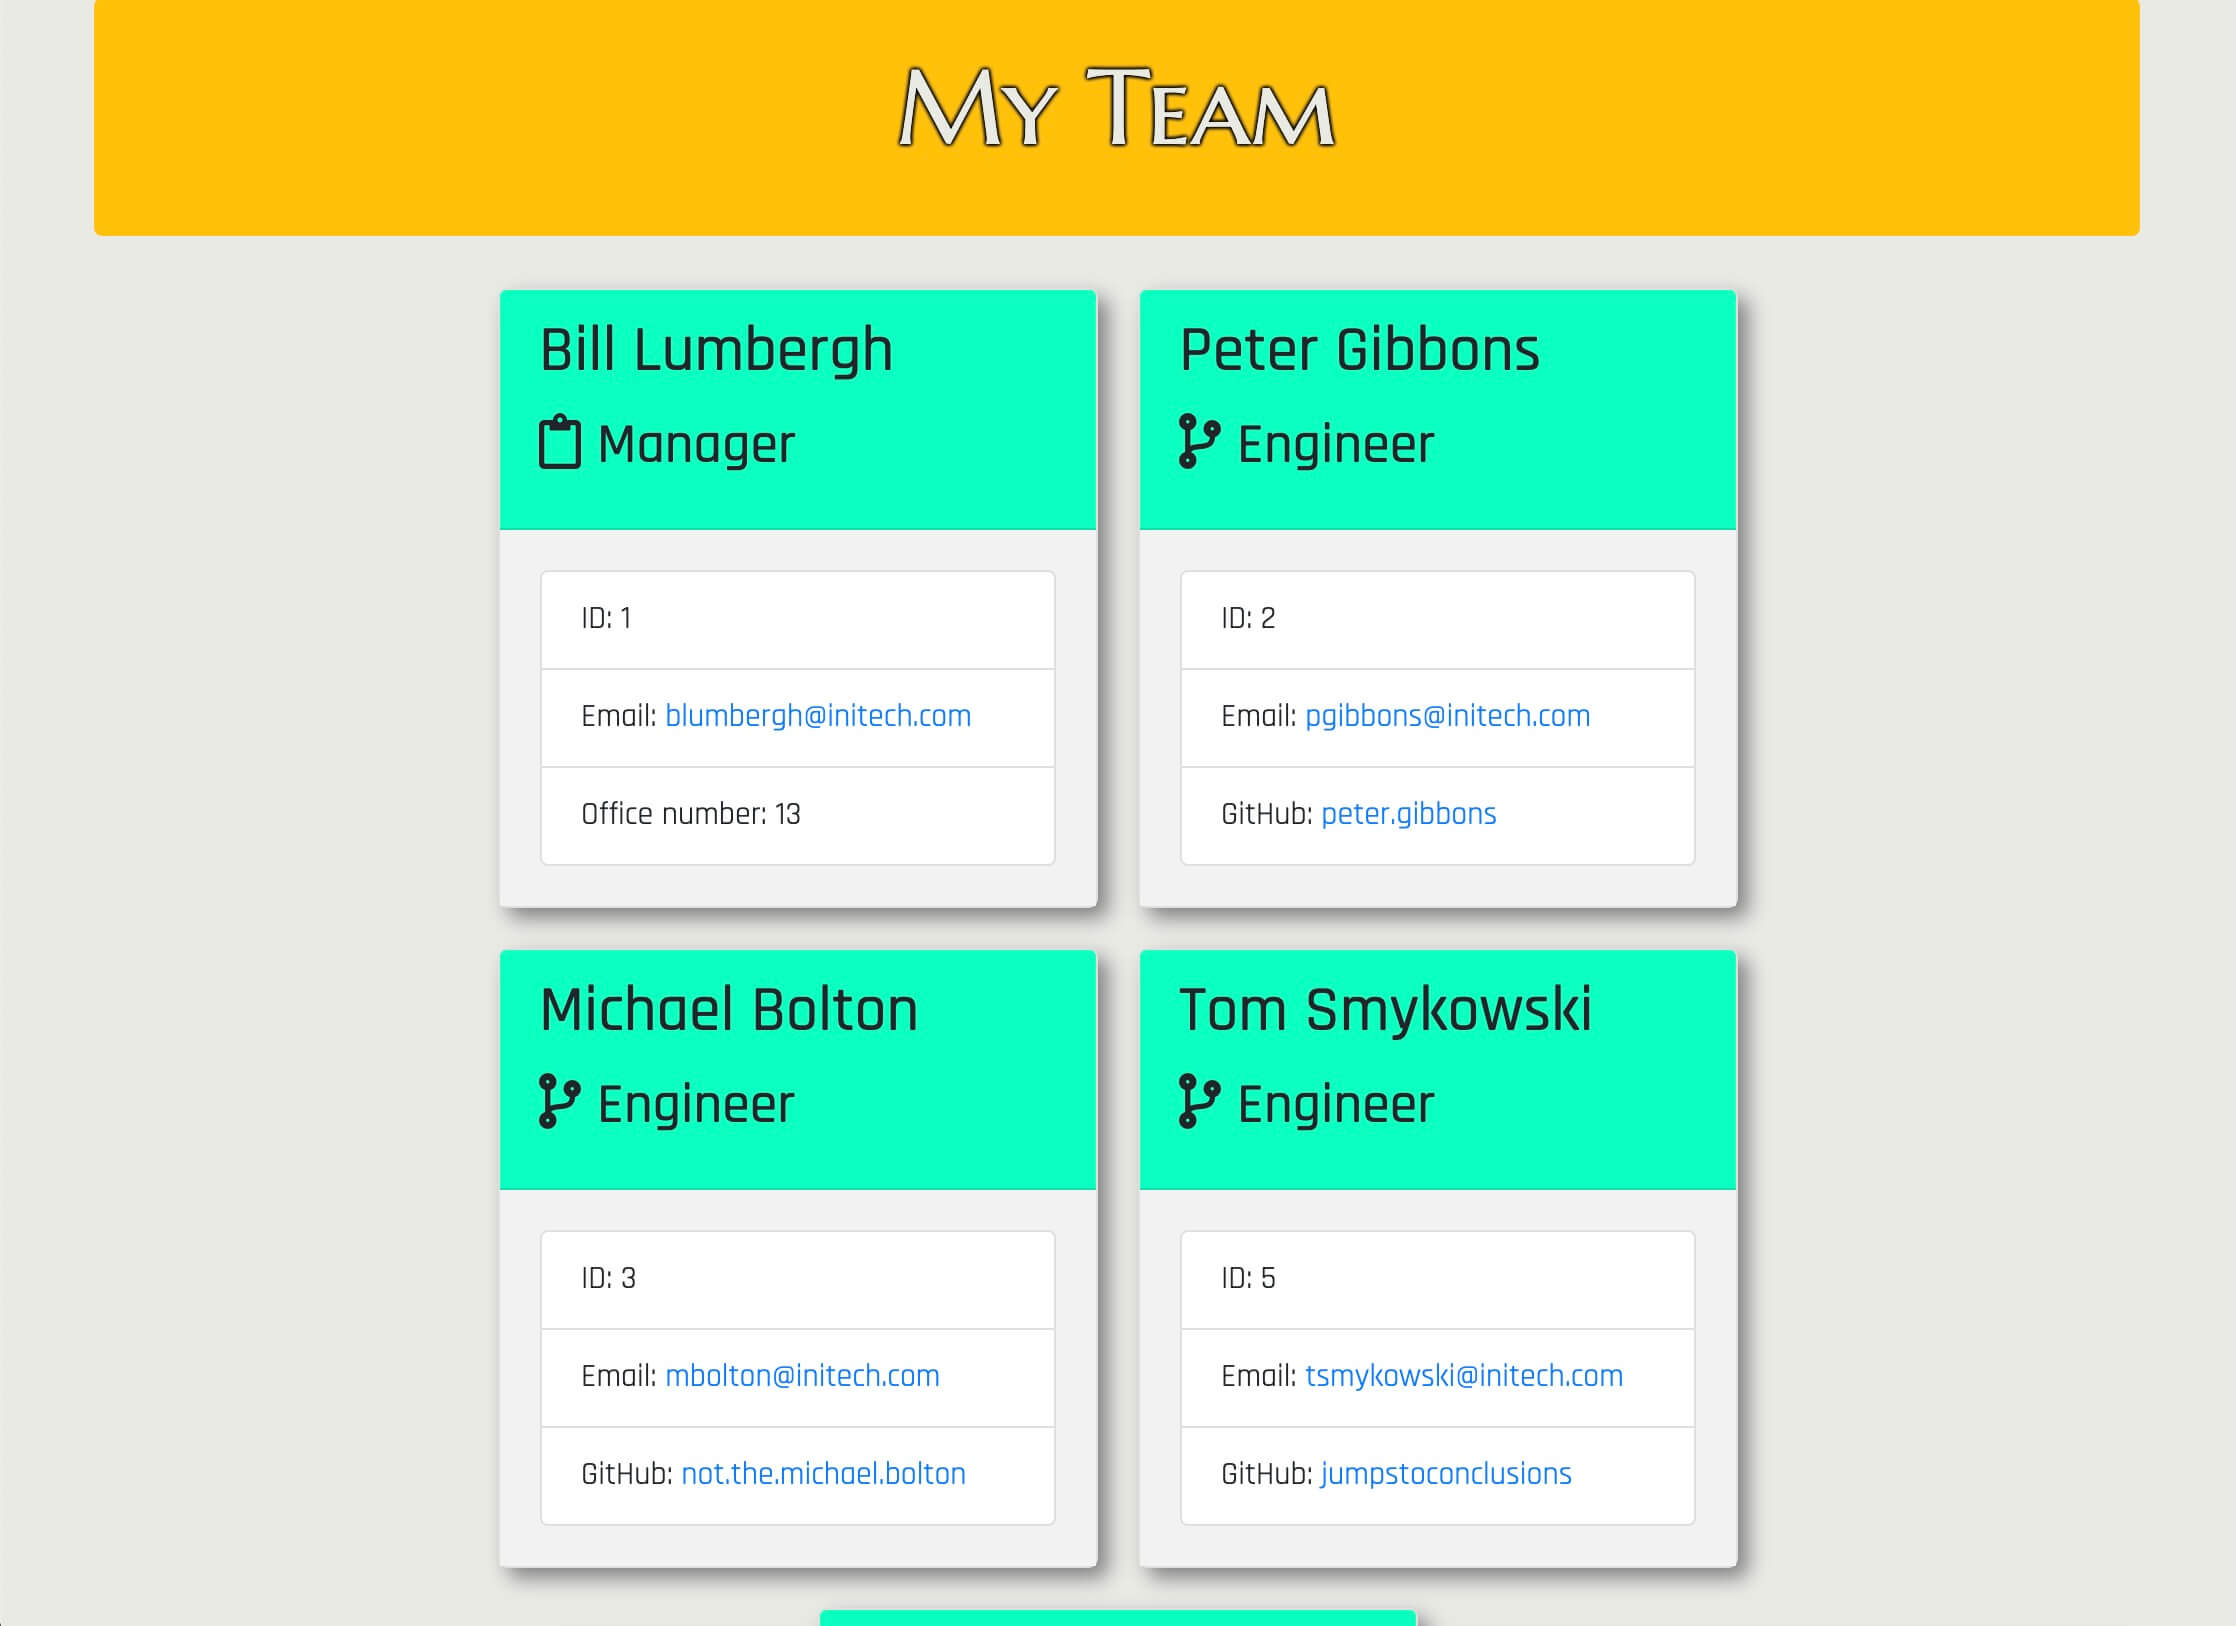 My Team
Bill Lumbergh
Manager
ID: 1
Email: blumbergh@initech.com
Office number: 13
Peter Gibbons
Engineer
ID: 2
Email: pgibbons@initech.com
GitHub: peter.gibbons
Michael Bolton
Engineer
ID: 3
Email: mbolton@initech.com
GitHub: not.the.michael.bolton
Tom Smykowski
Engineer
ID: 5
Email: tsmykowski@initech.com
GitHub: jumpstoconclusions